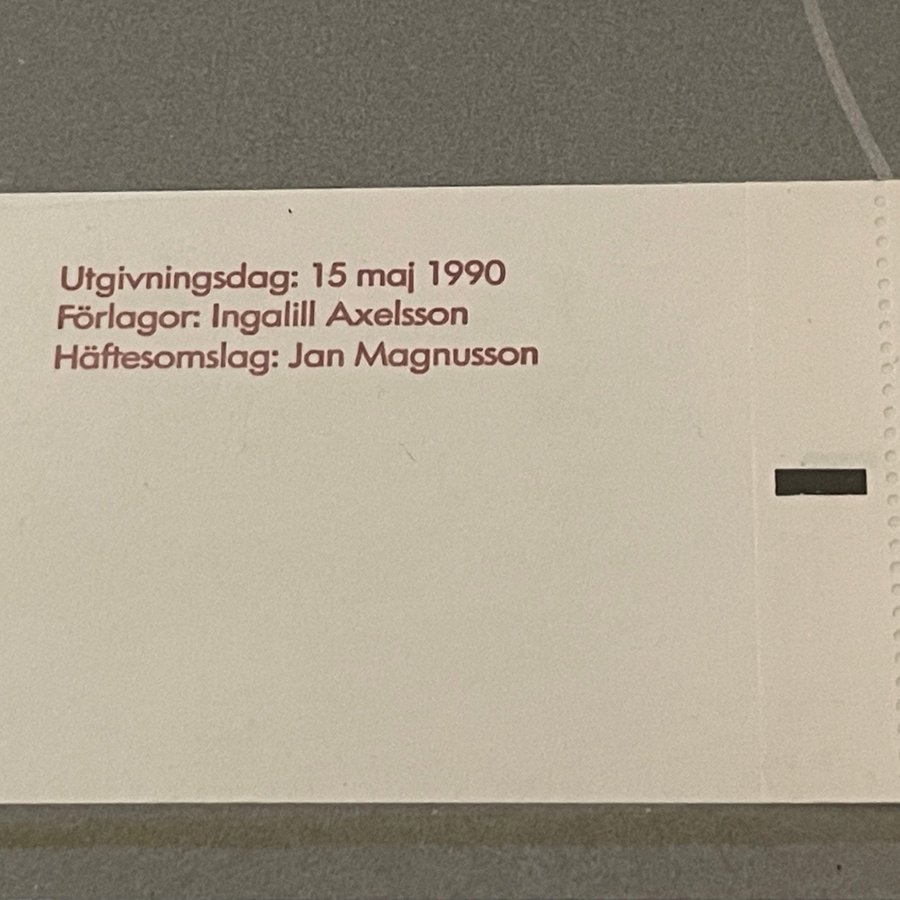 Utgivningsdag: 15 maj 1990
Förlagor: Ingalill Axelsson
Häftesomslag: Jan Magnusson